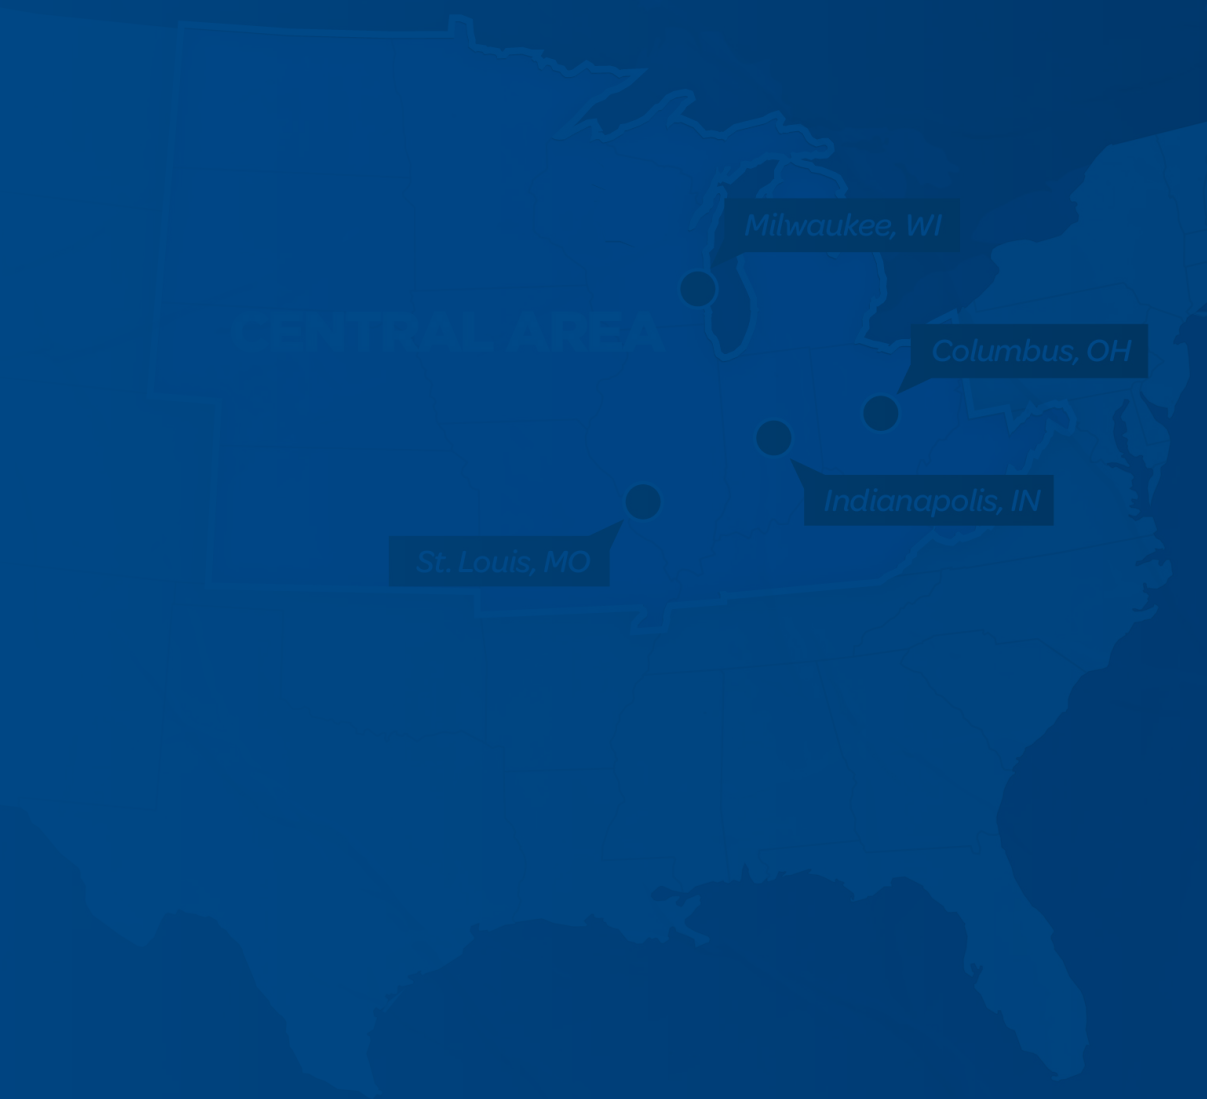 Milwaukee, WI
CENTRAL AREA
Columbus, OH
Indianapolis, IN
St. Louis, MO